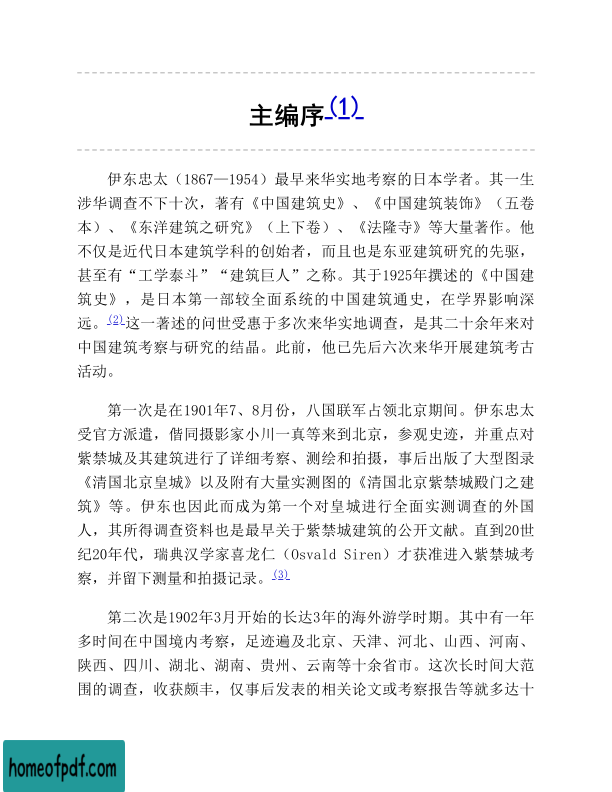 主编序(1)
伊东忠太（1867—1954）最早来华实地考察的日本学者。其一生
涉华调查不下十次，著有《中国建筑史》、《中国建筑装饰》（五卷
本）、《东洋建筑之研究》（上下卷）、《法隆寺》等大量著作。他
不仅是近代日本建筑学科的创始者，而且也是东亚建筑研究的先驱，
甚至有“工学泰斗”“建筑巨人”之称。其于1925年撰述的《中国建
筑史》，是日本第一部较全面系统的中国建筑通史，在学界影响深
远。(2)这一著述的问世受惠于多次来华实地调查，是其二十余年来对
中国建筑考察与研究的结晶。此前，他已先后六次来华开展建筑考古
活动。
第一次是在1901年7、8月份，八国联军占领北京期间。伊东忠太
受官方派遣，偕同摄影家小川一真等来到北京，参观史迹，并重点对
紫禁城及其建筑进行了详细考察、测绘和拍摄，事后出版了大型图录
《清国北京皇城》以及附有大量实测图的《清国北京紫禁城殿门之建
筑》等。伊东也因此而成为第一个对皇城进行全面实测调查的外国
人，其所得调查资料也是最早关于紫禁城建筑的公开文献。直到20世
纪20年代，瑞典汉学家喜龙仁（Osvald Siren）才获准进入紫禁城考
察，并留下测量和拍摄记录。(3)
第二次是1902年3月开始的长达3年的海外游学时期。其中有一年
多时间在中国境内考察，足迹遍及北京、天津、河北、山西、河南、
陕西、四川、湖北、湖南、贵州、云南等十余省市。这次长时间大范
围的调查，收获颇丰，仅事后发表的相关论文或考察报告等就多达十
homeofpdf.com